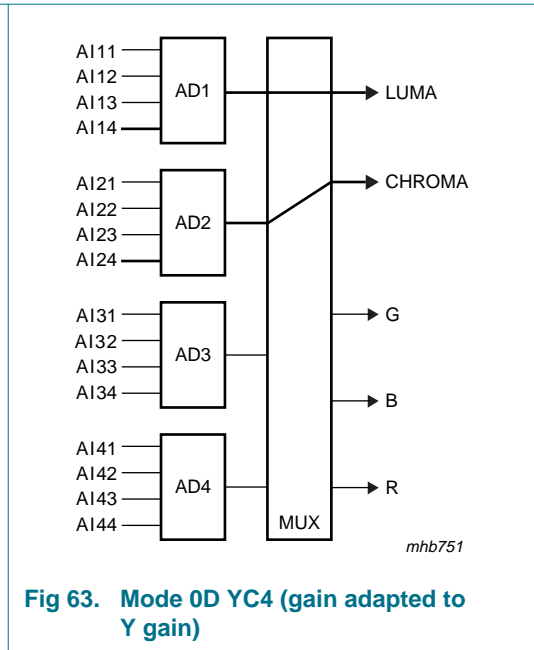 AI11
AI12
AI13
AI14
AD1
LUMA
AI21
AI22
AI23
AI24
AD2
CHROMA
AI31
AI32
AI33
AI34
AD3
G
B
AI41
AI42
AI43
AI44
AD4
MUX
R
mhb751
Fig 63. Mode 0D YC4 (gain adapted to
Y gain)